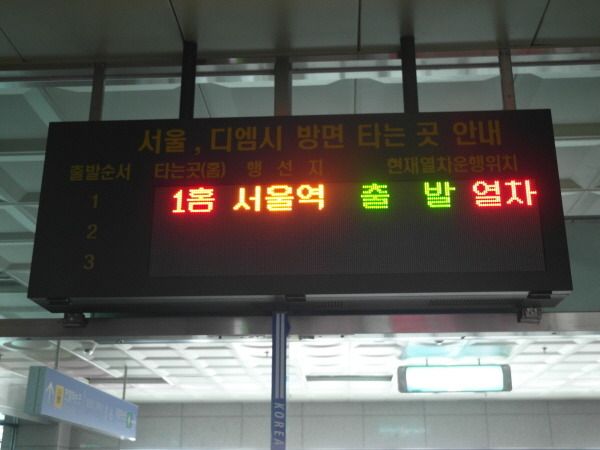 서울 , 디엠시 방면 타는 곳 안내
출발순서 타는곳(홈) 행 선 지 현재열차운행위치
1 1홈 서울역 출 발 열차
2
3
KOREA